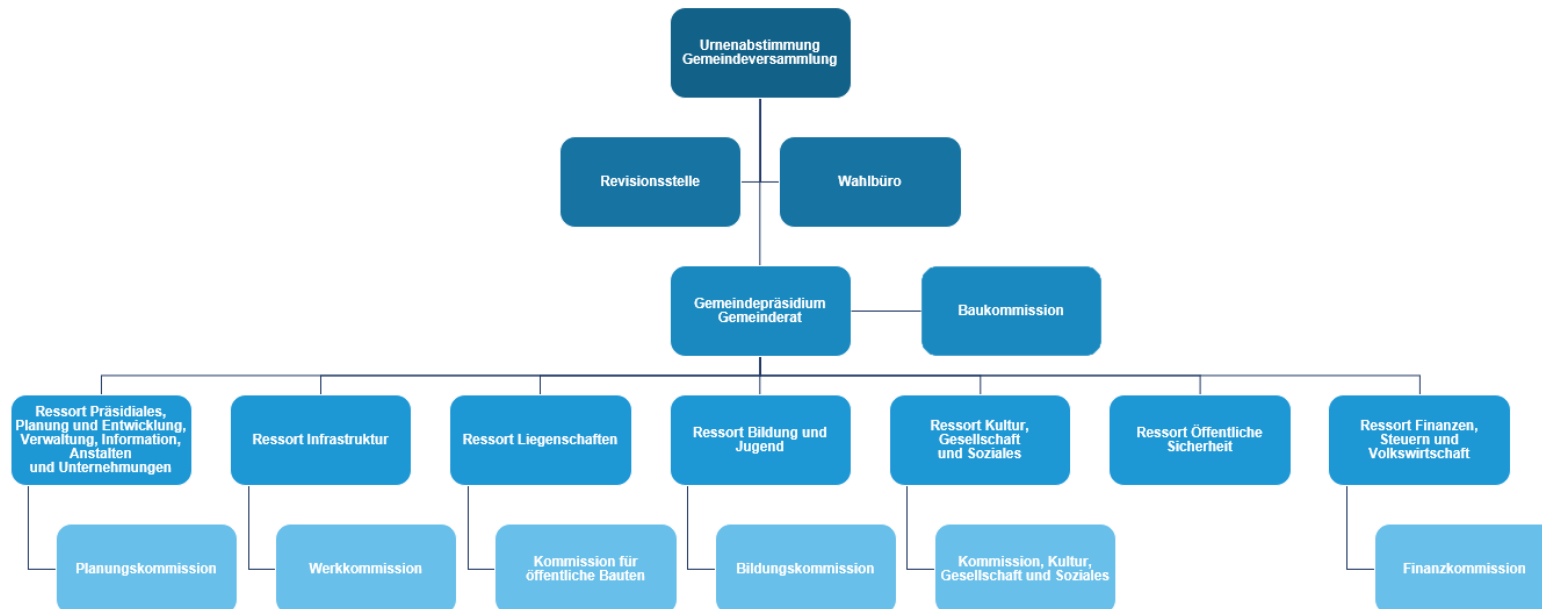 Urnenabstimmung
Gemeindeversammlung
Revisionsstelle
Wahlbüro
Gemeindepräsidium
Gemeinderat
Baukommission
Ressort Präsidiales,
Planung und Entwicklung,
Verwaltung, Information,
Anstalten
und Unternehmungen
Ressort Infrastruktur
Ressort Liegenschaften
Ressort Bildung und
Jugend
Ressort Kultur,
Gesellschaft
und Soziales
Ressort Öffentliche
Sicherheit
Ressort Finanzen,
Steuern und
Volkswirtschaft
Planungskommission
Werkkommission
Kommission für
öffentliche Bauten
Bildungskommission
Kommission, Kultur,
Gesellschaft und Soziales
Finanzkommission